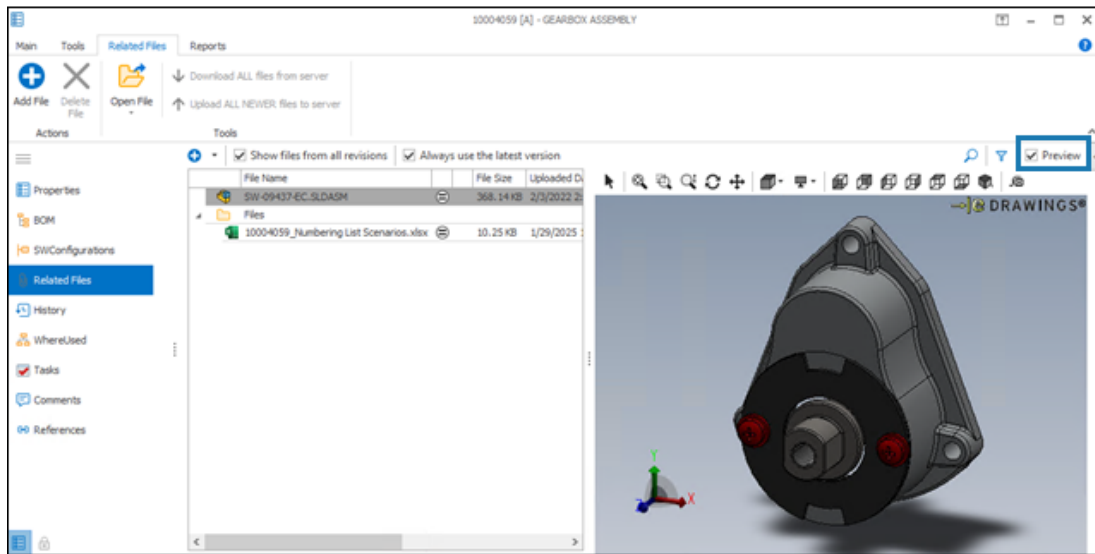 10004059 [A] - GEARBOX ASSEMBLY
Main Tools Related Files Reports
Add File Delete File Open File
Download ALL files from server
Upload ALL NEWER files to server
Actions Tools
Show files from all revisions Always use the latest version Preview
File Name File Size Uploaded
SW-09437-EC.SLDASM 368.14 KB 2/3/2022
Files
10004059_Numbering List Scenarios.xlsx 10.25 KB 1/29/2025
Properties
BOM
SWConfigurations
Related Files
History
WhereUsed
Tasks
Comments
References
DRAWINGS®
Y
X